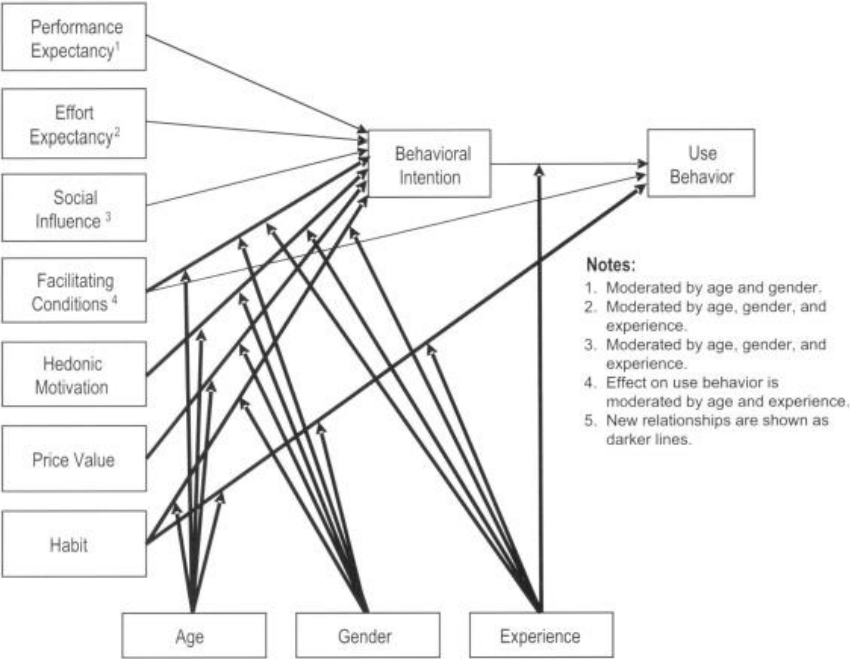 Performance
Expectancy1
Effort
Expectancy2
Social
Influence 3
Facilitating
Conditions 4
Hedonic
Motivation
Price Value
Habit
Behavioral
Intention
Use
Behavior
Notes:
1. Moderated by age and gender.
2. Moderated by age, gender, and
experience.
3. Moderated by age, gender, and
experience.
4. Effect on use behavior is
moderated by age and experience.
5. New relationships are shown as
darker lines.
Age
Gender
Experience